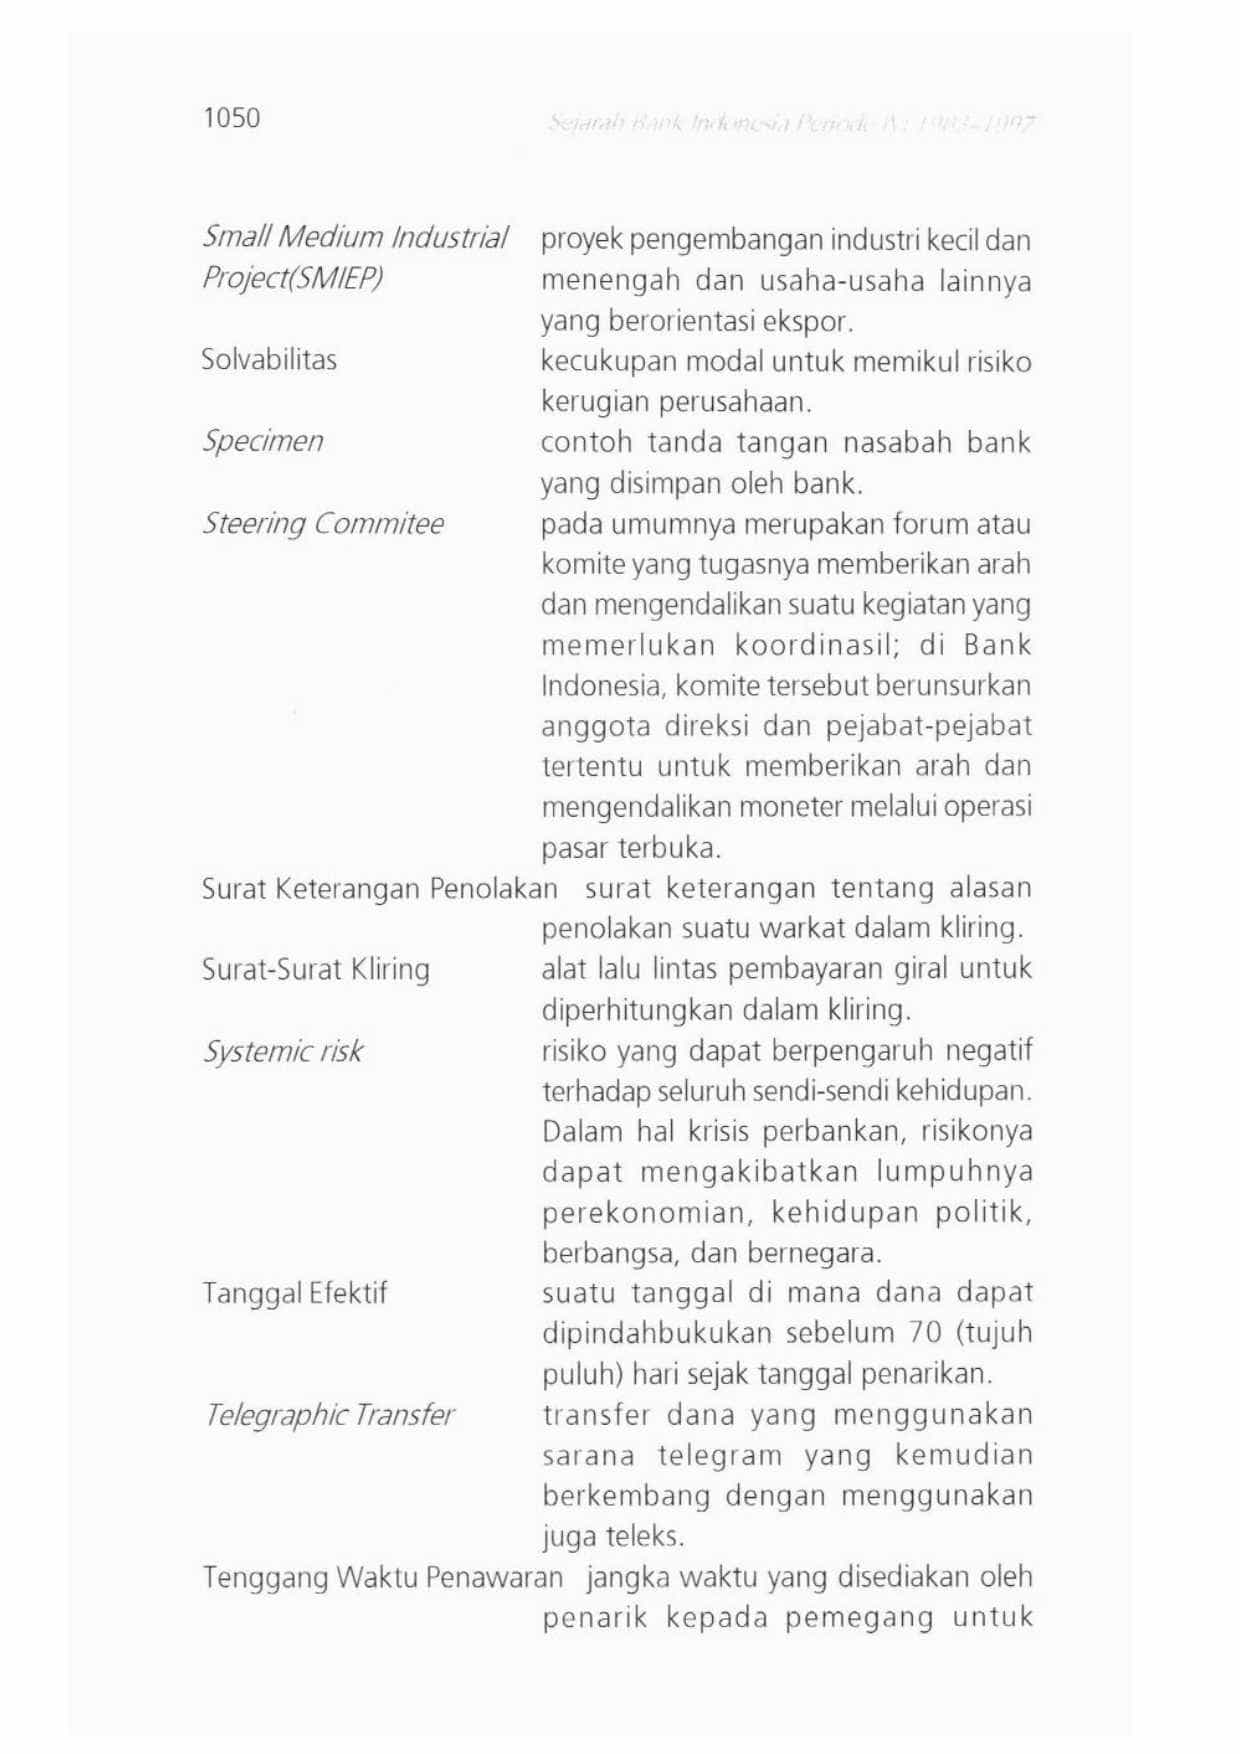 1050 Sejarah Bank Indonesia Periode IV: 1983-1997
Small Medium Industrial proyek pengembangan industri kecil dan
Project(SMIEP) menengah dan usaha-usaha lainnya
yang berorientasi ekspor.
Solvabilitas kecukupan modal untuk memikul risiko
kerugian perusahaan.
Specimen contoh tanda tangan nasabah bank
yang disimpan oleh bank.
Steering Commitee pada umumnya merupakan forum atau
komite yang tugasnya memberikan arah
dan mengendalikan suatu kegiatan yang
memerlukan koordinasil; di Bank
Indonesia, komite tersebut berunsurkan
anggota direksi dan pejabat-pejabat
tertentu untuk memberikan arah dan
mengendalikan moneter melalui operasi
pasar terbuka.
Surat Keterangan Penolakan surat keterangan tentang alasan
penolakan suatu warkat dalam kliring.
Surat-Surat Kliring alat lalu lintas pembayaran giral untuk
diperhitungkan dalam kliring.
Systemic risk risiko yang dapat berpengaruh negatif
terhadap seluruh sendi-sendi kehidupan.
Dalam hal krisis perbankan, risikonya
dapat mengakibatkan lumpuhnya
perekonomian, kehidupan politik,
berbangsa, dan bernegara.
Tanggal Efektif suatu tanggal di mana dana dapat
dipindahbukukan sebelum 70 (tujuh
puluh) hari sejak tanggal penarikan.
Telegraphic Transfer transfer dana yang menggunakan
sarana telegram yang kemudian
berkembang dengan menggunakan
juga teleks.
Tenggang Waktu Penawaran jangka waktu yang disediakan oleh
penarik kepada pemegang untuk